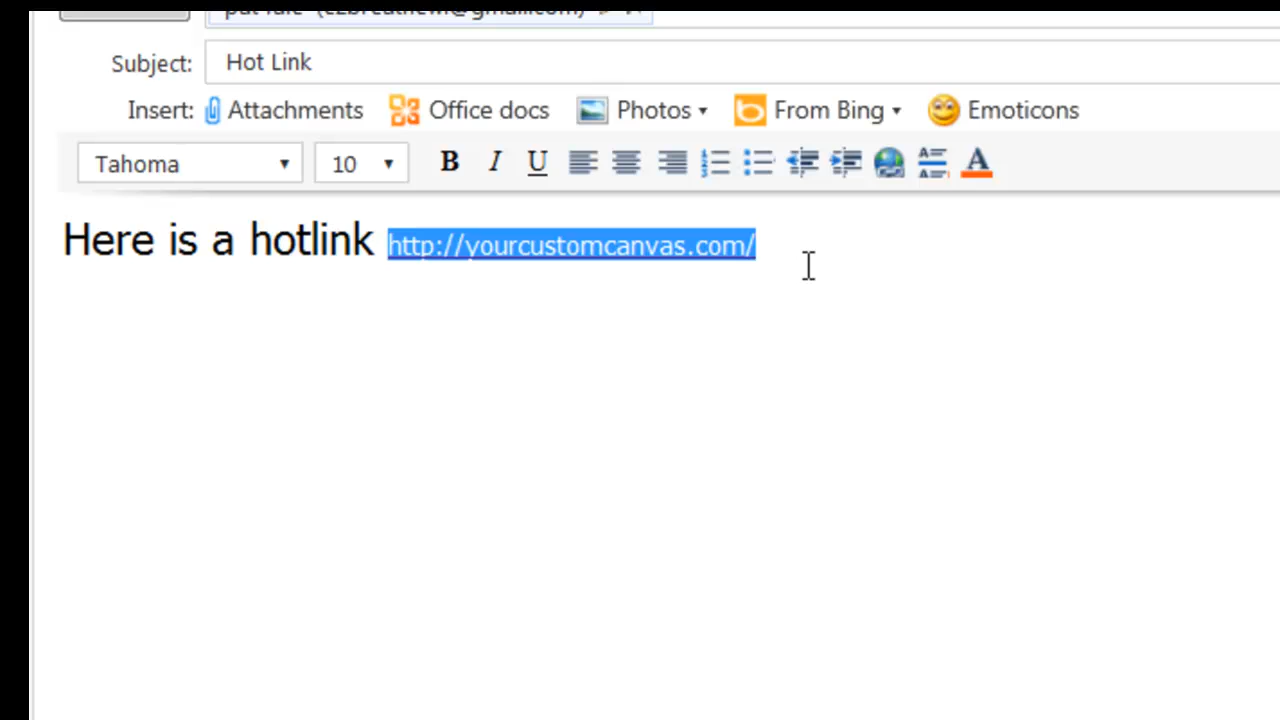 Subject: Hot Link
Insert: Attachments Office docs Photos From Bing Emoticons
Tahoma 10 B I U A
Here is a hotlink http://yourcustomcanvas.com/